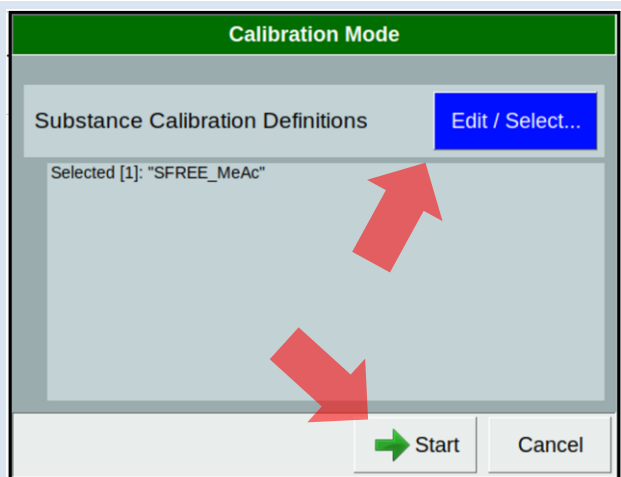 Calibration Mode
Substance Calibration Definitions
Edit / Select...
Selected [1]: "SFREE_MeAc"
Start
Cancel